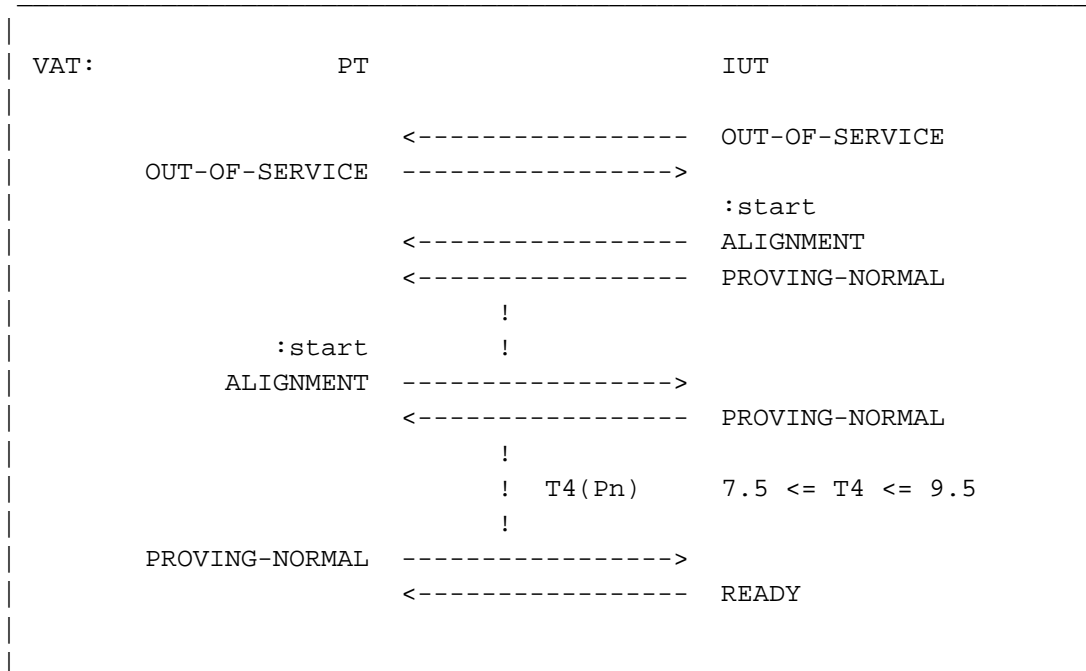 VAT: PT IUT
<----------------- OUT-OF-SERVICE
OUT-OF-SERVICE ----------------->
:start
<----------------- ALIGNMENT
<----------------- PROVING-NORMAL
!
:start !
ALIGNMENT ----------------->
<----------------- PROVING-NORMAL
!
! T4(Pn) 7.5 <= T4 <= 9.5
!
PROVING-NORMAL ----------------->
<----------------- READY